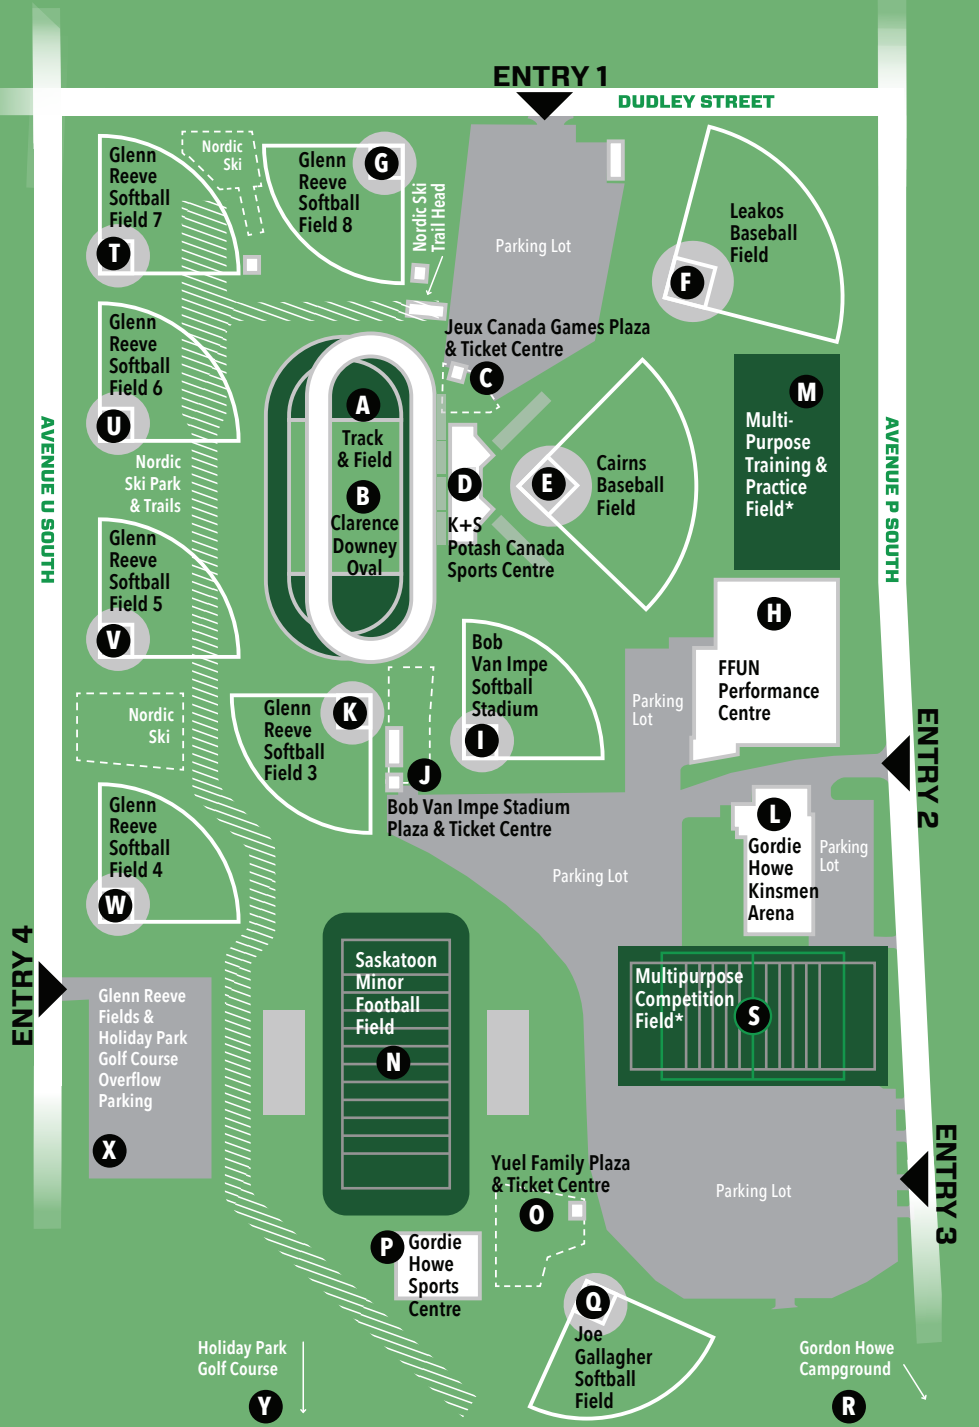 ENTRY 1
DUDLEY STREET
Glenn
Reeve
Softball
Field 7
T
Nordic
Ski
Glenn
Reeve
Softball
Field 8
G
Nordic Ski
Trail Head
Parking Lot
Leakos
Baseball
Field
F
Glenn
Reeve
Softball
Field 6
U
Jeux Canada Games Plaza
& Ticket Centre
C
A
Track
& Field
B
Clarence
Downey
Oval
D
K+S
Potash Canada
Sports Centre
E
Cairns
Baseball
Field
M
Multi-
Purpose
Training &
Practice
Field*
AVENUE U SOUTH
AVENUE P SOUTH
Nordic
Ski Park
& Trails
Glenn
Reeve
Softball
Field 5
V
Nordic
Ski
Glenn
Reeve
Softball
Field 3
K
Bob
Van Impe
Softball
Stadium
I
J
Bob Van Impe Stadium
Plaza & Ticket Centre
H
FFUN
Performance
Centre
Parking
Lot
ENTRY 2
L
Gordie
Howe
Kinsmen
Arena
Parking
Lot
Parking Lot
Glenn
Reeve
Softball
Field 4
W
ENTRY 4
Glenn Reeve
Fields &
Holiday Park
Golf Course
Overflow
Parking
X
Saskatoon
Minor
Football
Field
N
Multipurpose
Competition
Field*
S
ENTRY 3
Parking Lot
Yuel Family Plaza
& Ticket Centre
O
P
Gordie
Howe
Sports
Centre
Q
Joe
Gallagher
Softball
Field
Holiday Park
Golf Course
Y
Gordon Howe
Campground
R